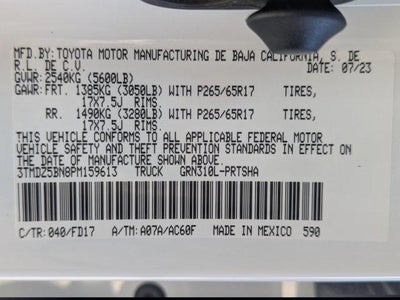 MFD.BY: TOYOTA MOTOR MANUFACTURING DE BAJA CALIFORNIA, S. DE
R.L. DE C.V. DATE: 07/23
GVWR: 2540KG (5600LB)
GAWR: FRT. 1385KG (3050LB) WITH P265/65R17 TIRES,
17X7.5J RIMS.
RR. 1490KG (3280LB) WITH P265/65R17 TIRES,
17X7.5J RIMS.
THIS VEHICLE CONFORMS TO ALL APPLICABLE FEDERAL MOTOR
VEHICLE SAFETY AND THEFT PREVENTION STANDARDS IN EFFECT ON
THE DATE OF MANUFACTURE SHOWN ABOVE.
3TMDZ5BN8PM159613 TRUCK GRN310L-PRTSHA
C/TR: 040/FD17 A/TM: A07A/AC60F MADE IN MEXICO 590